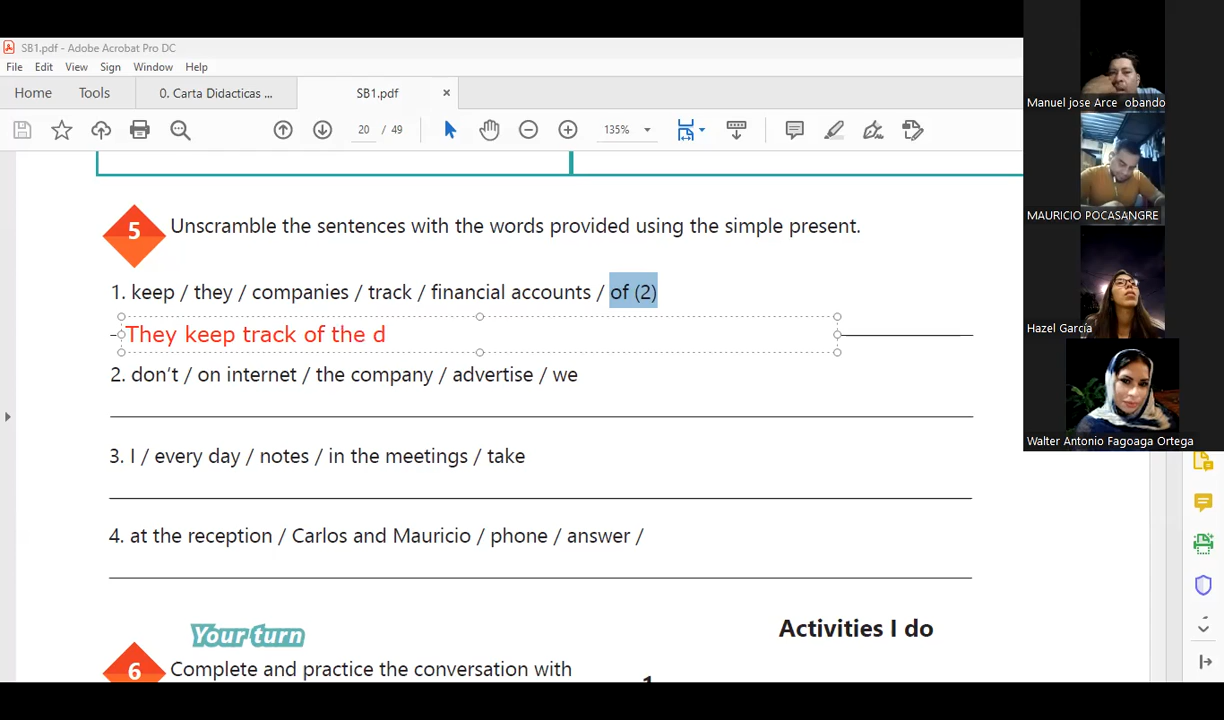 SB1.pdf - Adobe Acrobat Pro DC
File Edit View Sign Window Help
Home Tools 0. Carta Didacticas ... SB1.pdf ×
20 / 49 135%
5 Unscramble the sentences with the words provided using the simple present.
1. keep / they / companies / track / financial accounts / of (2)
They keep track of the d
2. don't / on internet / the company / advertise / we
3. I / every day / notes / in the meetings / take
4. at the reception / Carlos and Mauricio / phone / answer /
Your turn
Activities I do
6 Complete and practice the conversation with
1
Manuel jose Arce obando
MAURICIO POCASANGRE
Hazel García
Walter Antonio Fagoaga Ortega